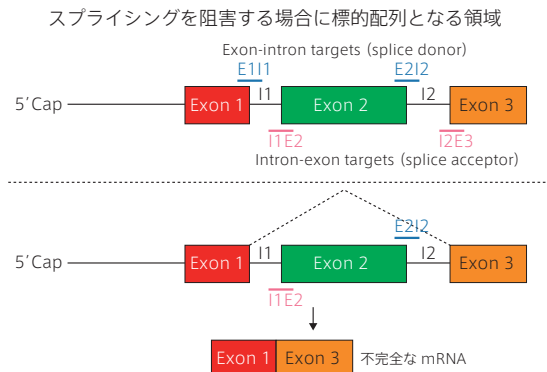 スプライシングを阻害する場合に標的配列となる領域
Exon-intron targets (splice donor)
E1I1 E2I2
5’Cap Exon 1 I1 Exon 2 I2 Exon 3
I1E2 I2E3
Intron-exon targets (splice acceptor)
E2I2
5’Cap Exon 1 I1 Exon 2 I2 Exon 3
I1E2
Exon 1 Exon 3 不完全な mRNA